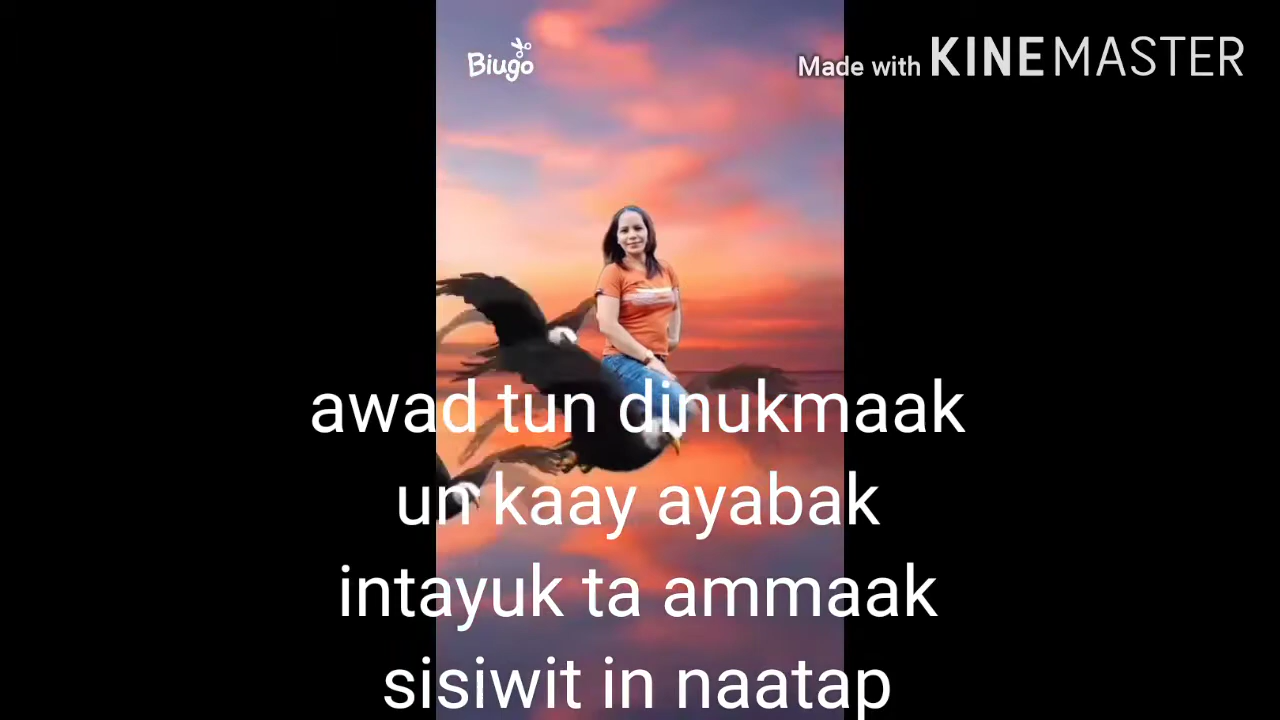 Biugo
Made with KINEMASTER
awad tun dinukmaak
un kaay ayabak
intayuk ta ammaak
sisiwit in naatap